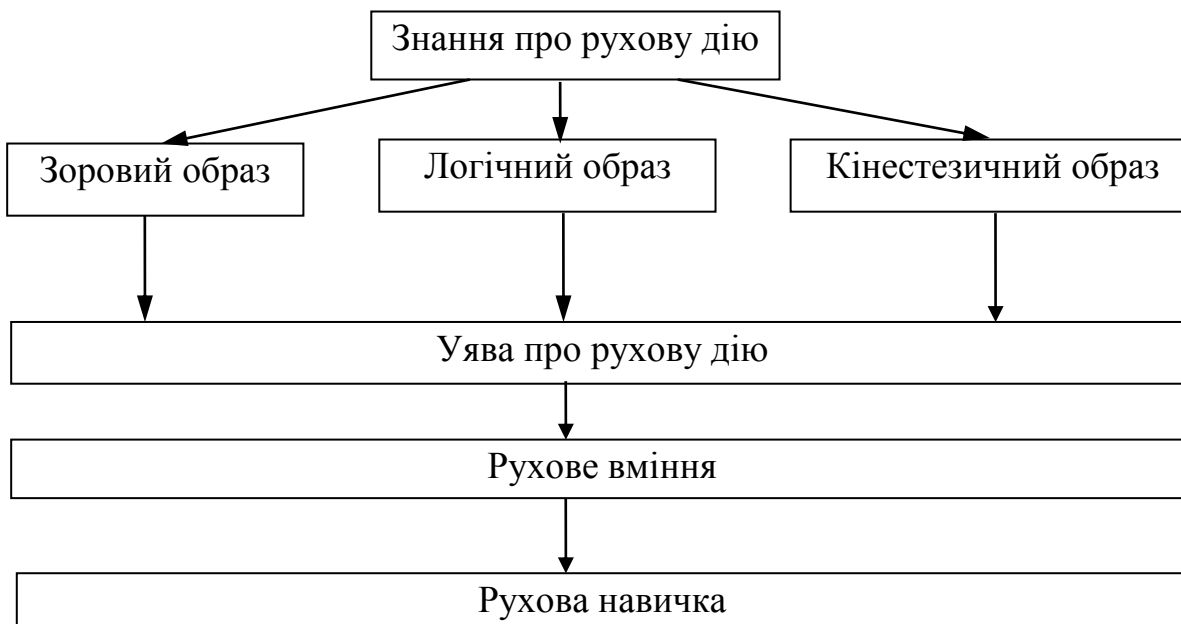 Знання про рухову дію
Зоровий образ
Логічний образ
Кінестезичний образ
Уява про рухову дію
Рухове вміння
Рухова навичка